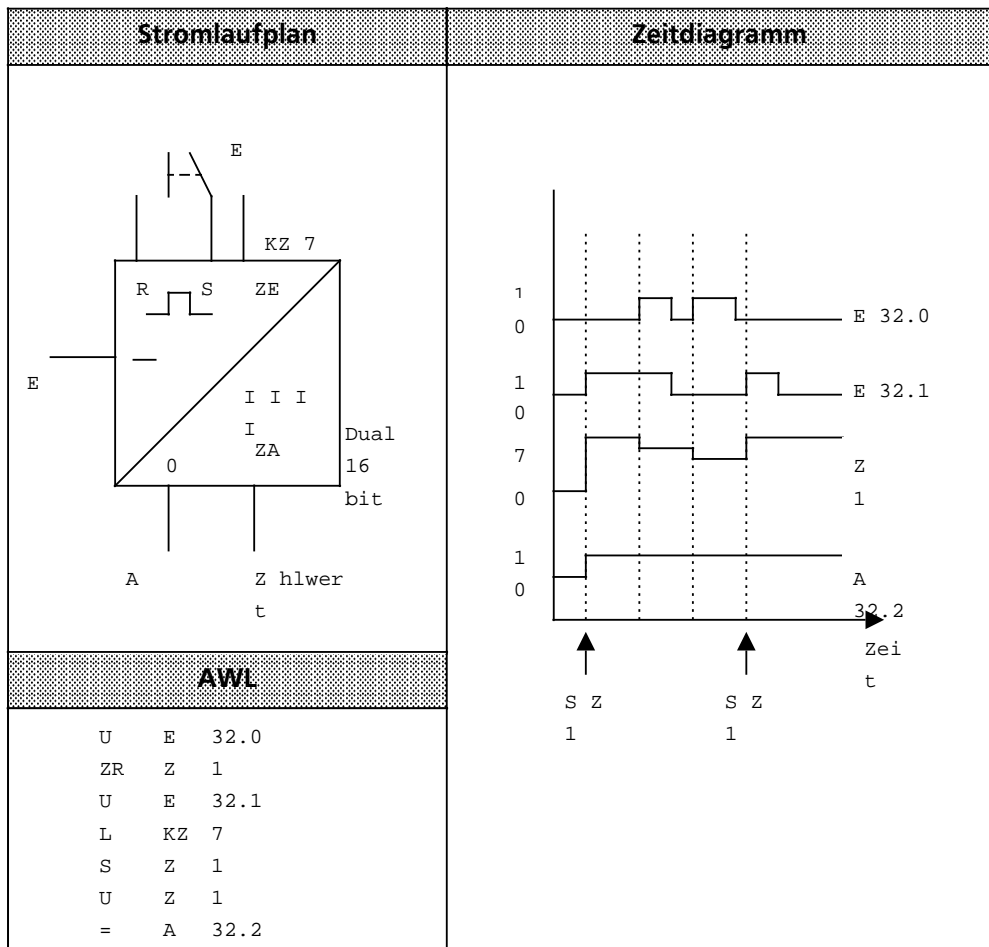 Stromlaufplan
Zeitdiagramm
E
KZ 7
R S ZE
E
I I I
I
ZA
0
Dual
16
bit
A
Z hlwer
t
1
0
E 32.0
1
0
E 32.1
7
0
Z
1
1
0
A
32.2
Zei
t
S Z
1
S Z
1
AWL
U E 32.0
ZR Z 1
U E 32.1
L KZ 7
S Z 1
U Z 1
= A 32.2